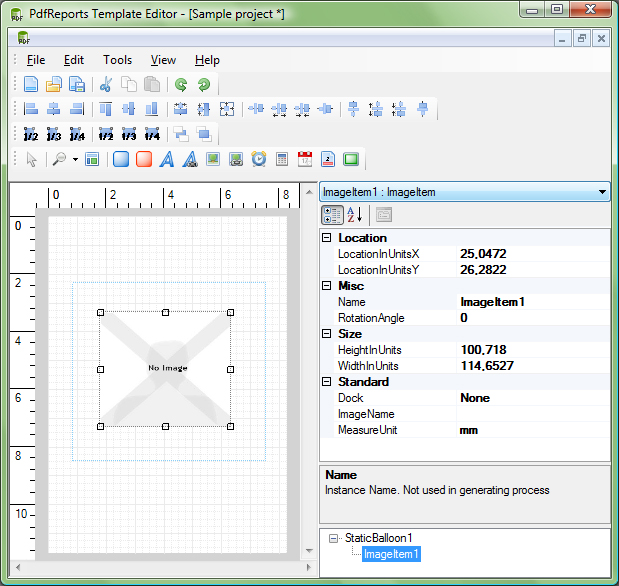 PdfReports Template Editor - [Sample project *]
PDF
File Edit Tools View Help
1/2 1/3 1/4 1/2 1/3 1/4
A A 2
0 2 4 6 8
0
2
4
6
8
10
No Image
ImageItem1 : ImageItem
A Z
Location
LocationInUnitsX 25,0472
LocationInUnitsY 26,2822
Misc
Name ImageItem1
RotationAngle 0
Size
HeightInUnits 100,718
WidthInUnits 114,6527
Standard
Dock None
ImageName
MeasureUnit mm
Name
Instance Name. Not used in generating process
StaticBalloon1
ImageItem1